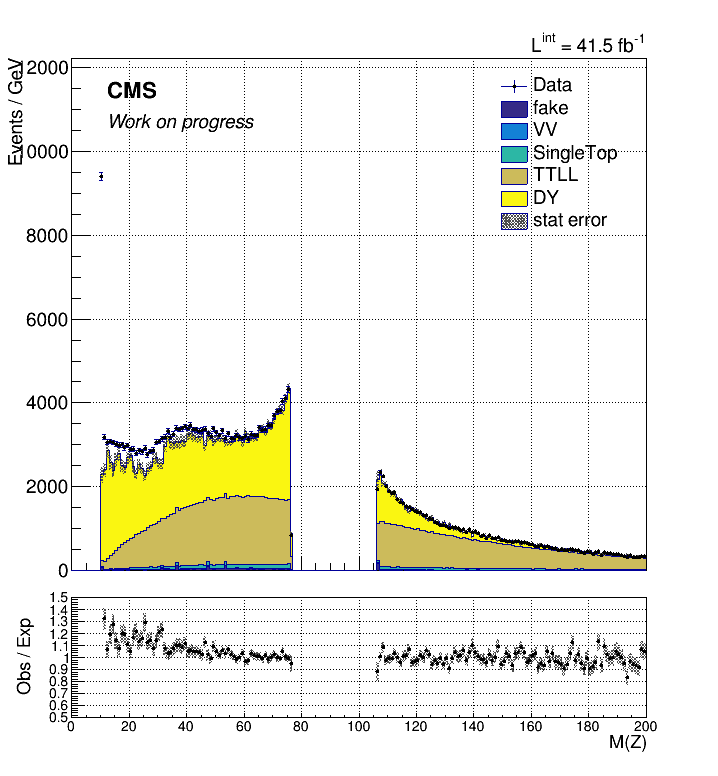 L^int = 41.5 fb^-1
Events / GeV
12000
10000
8000
6000
4000
2000
0
CMS
Work on progress
Data
fake
VV
SingleTop
TTLL
DY
stat error
Obs / Exp
1.5
1.4
1.3
1.2
1.1
1
0.9
0.8
0.7
0.6
0.5
0 20 40 60 80 100 120 140 160 180 200
M(Z)